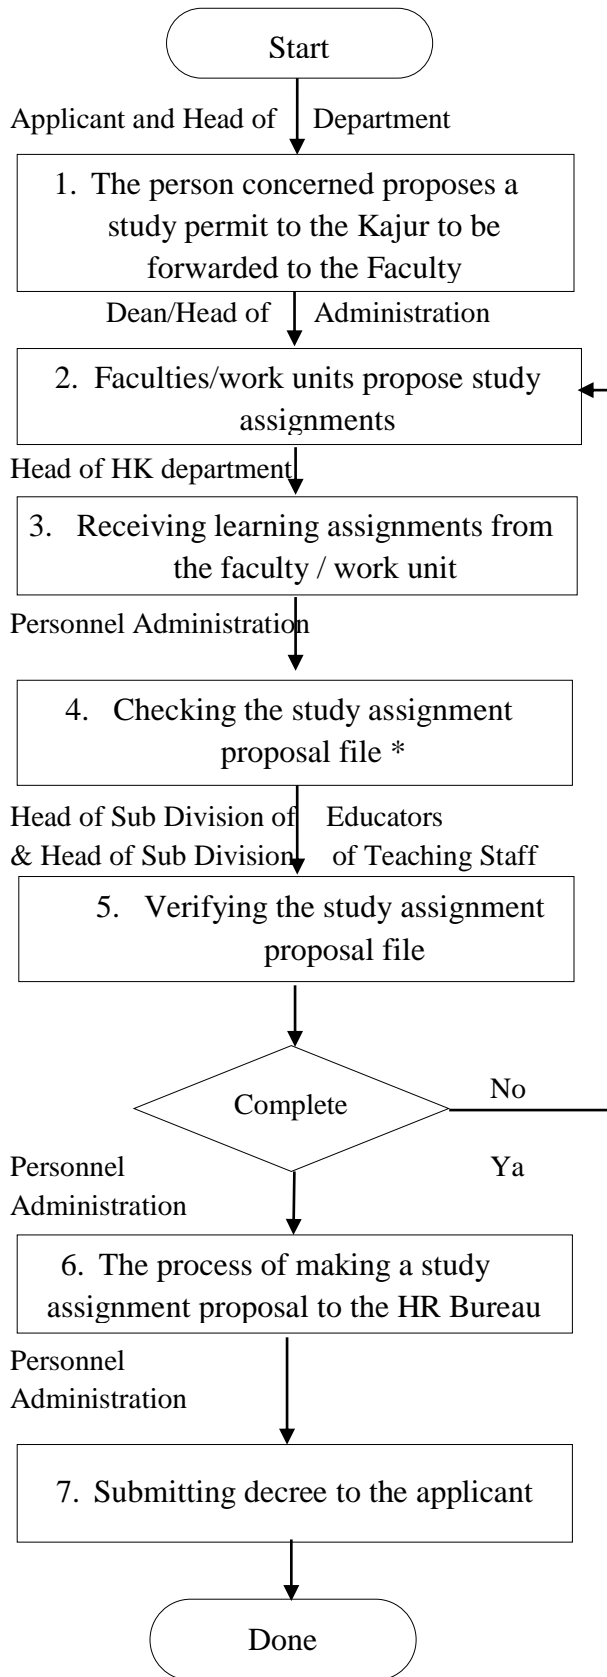 Start
Applicant and Head of Department
1. The person concerned proposes a
study permit to the Kajur to be
forwarded to the Faculty
Dean/Head of Administration
2. Faculties/work units propose study
assignments
Head of HK department
3. Receiving learning assignments from
the faculty / work unit
Personnel Administration
4. Checking the study assignment
proposal file *
Head of Sub Division of Educators
& Head of Sub Division of Teaching Staff
5. Verifying the study assignment
proposal file
Complete
No
Personnel
Administration
Ya
6. The process of making a study
assignment proposal to the HR Bureau
Personnel
Administration
7. Submitting decree to the applicant
Done